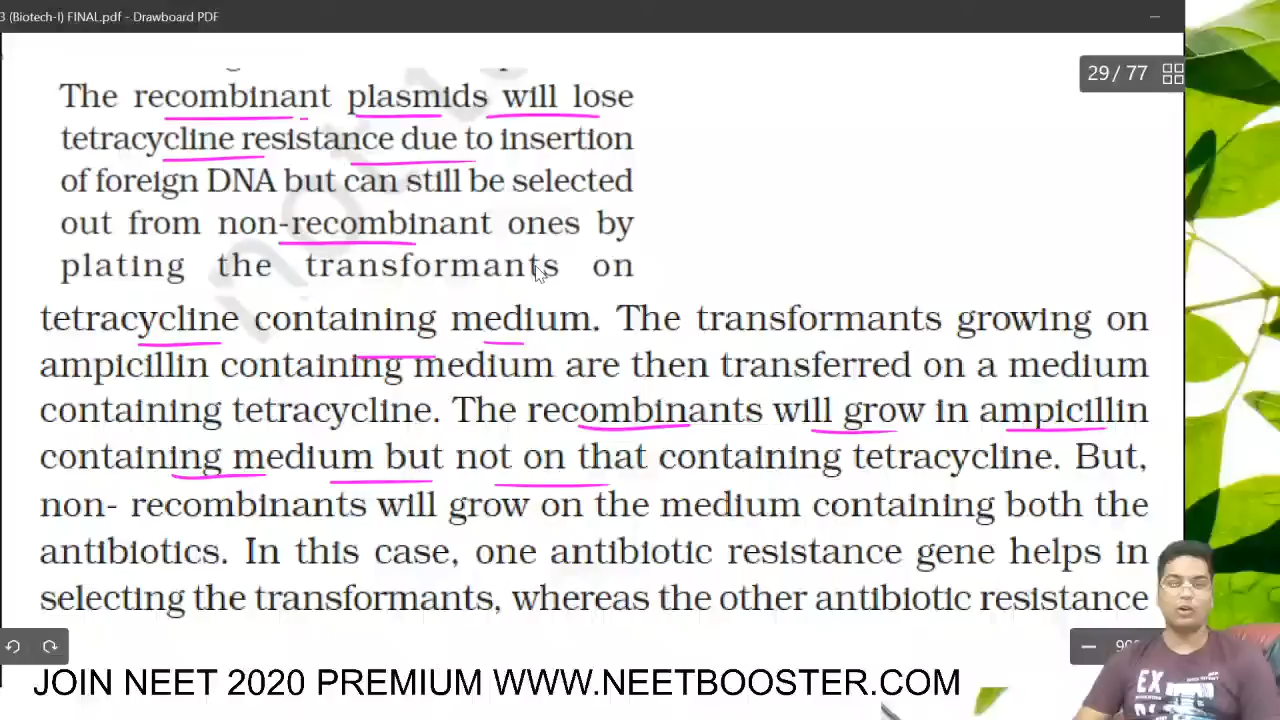 3 (Biotech-I) FINAL.pdf - Drawboard PDF
29 / 77
The recombinant plasmids will lose
tetracycline resistance due to insertion
of foreign DNA but can still be selected
out from non-recombinant ones by
plating the transformants on
tetracycline containing medium. The transformants growing on
ampicillin containing medium are then transferred on a medium
containing tetracycline. The recombinants will grow in ampicillin
containing medium but not on that containing tetracycline. But,
non- recombinants will grow on the medium containing both the
antibiotics. In this case, one antibiotic resistance gene helps in
selecting the transformants, whereas the other antibiotic resistance
JOIN NEET 2020 PREMIUM WWW.NEETBOOSTER.COM
EX